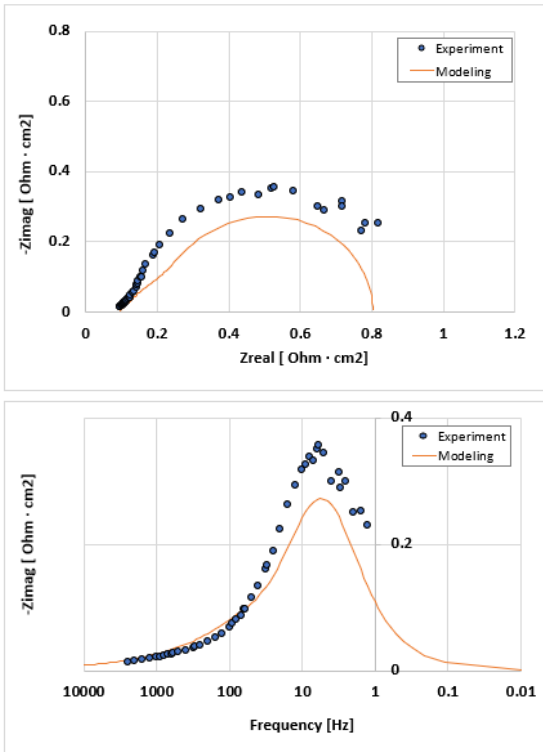 0.8
0.6
0.4
0.2
0
-Zimag [ Ohm · cm2]
Experiment
Modeling
0 0.2 0.4 0.6 0.8 1 1.2
Zreal [ Ohm · cm2]
0.4
0.2
0
-Zimag [ Ohm · cm2]
Experiment
Modeling
10000 1000 100 10 1 0.1 0.01
Frequency [Hz]